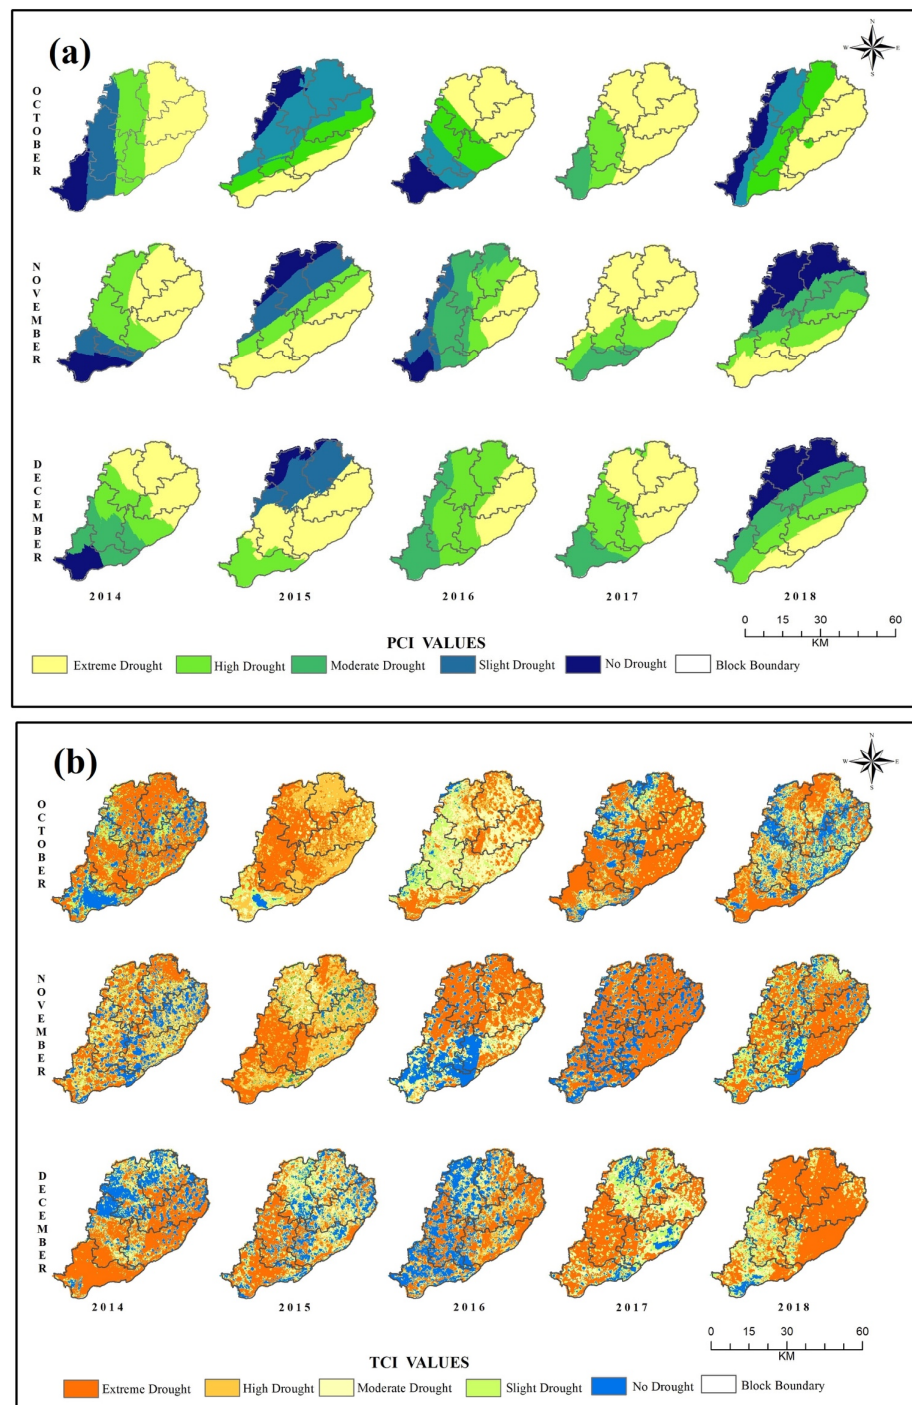 (a)
N
W E
S
OCTOBER
NOVEMBER
DECEMBER
2014 2015 2016 2017 2018
0 15 30 60
KM
PCI VALUES
Extreme Drought High Drought Moderate Drought Slight Drought No Drought Block Boundary
(b)
N
W E
S
OCTOBER
NOVEMBER
DECEMBER
2014 2015 2016 2017 2018
0 15 30 60
KM
TCI VALUES
Extreme Drought High Drought Moderate Drought Slight Drought No Drought Block Boundary